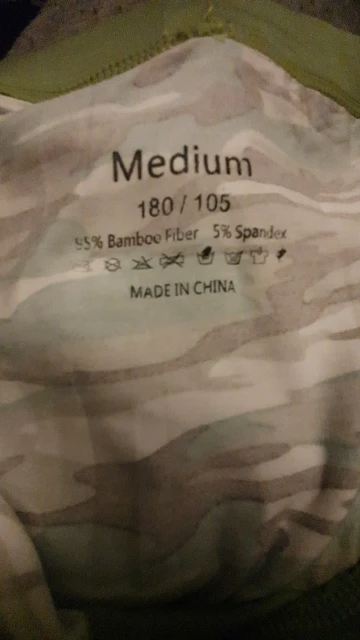 Medium
180 / 105
95% Bamboo Fiber 5% Spandex
MADE IN CHINA